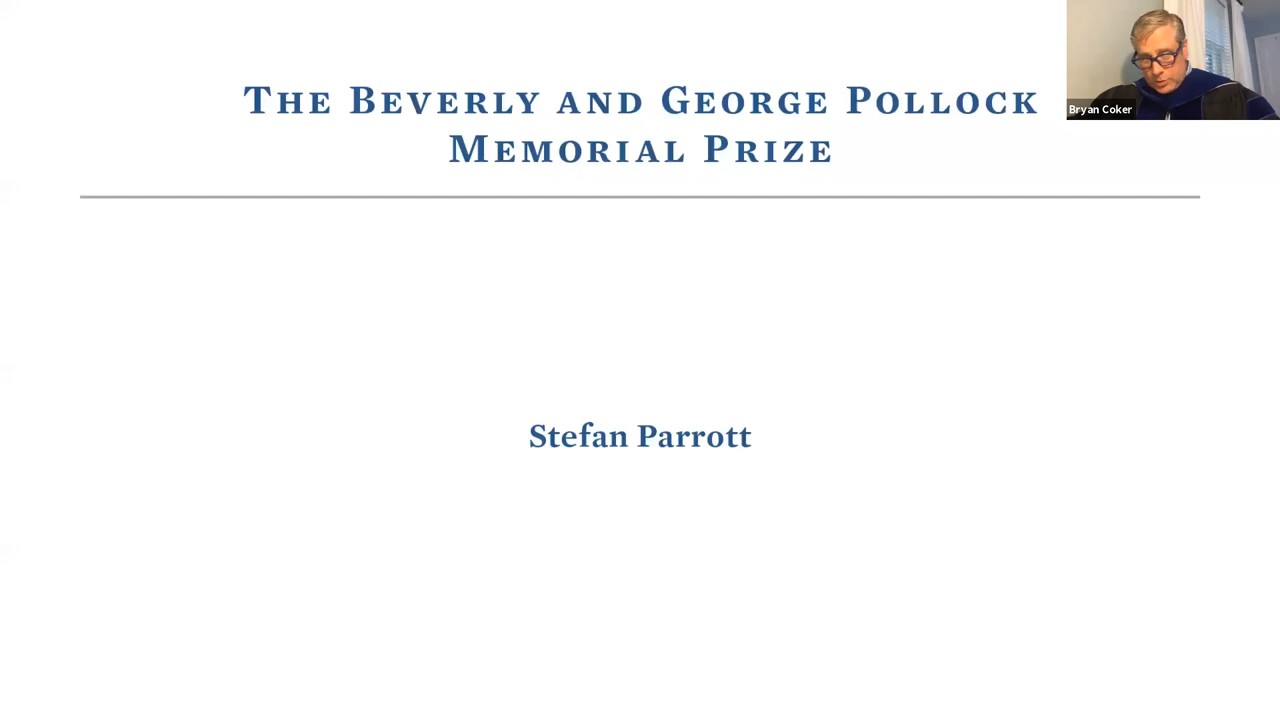 The Beverly and George Pollock
Memorial Prize
Bryan Coker
Stefan Parrott